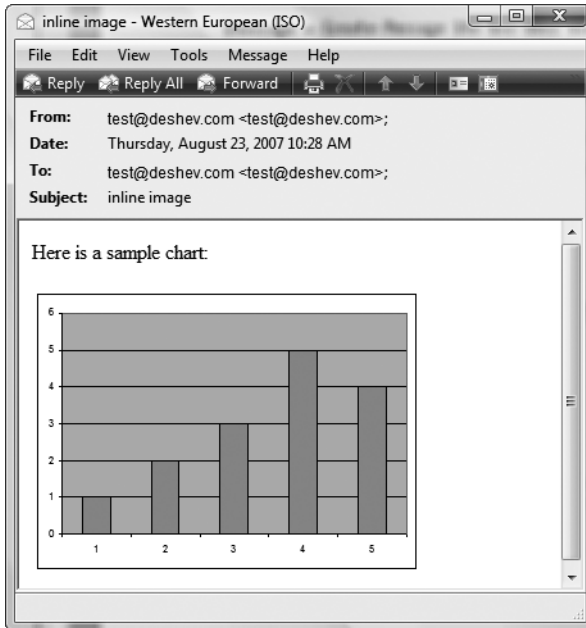 inline image - Western European (ISO)
File Edit View Tools Message Help
Reply Reply All Forward
From: test@deshev.com <test@deshev.com>;
Date: Thursday, August 23, 2007 10:28 AM
To: test@deshev.com <test@deshev.com>;
Subject: inline image
Here is a sample chart:
6
5
4
3
2
1
0
1 2 3 4 5